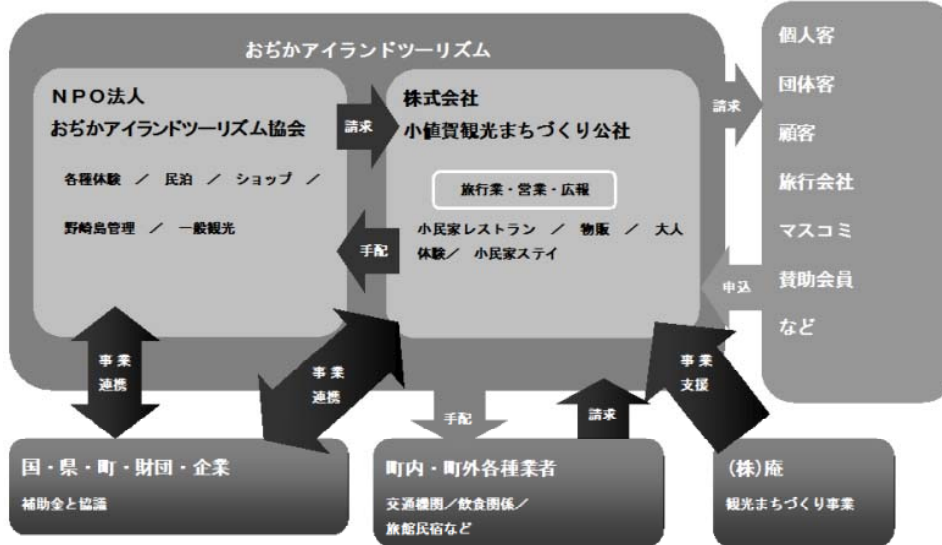 おぢかアイランドツーリズム
ＮＰＯ法人
おぢかアイランドツーリズム協会
各種体験 ／ 民泊 ／ ショップ ／
野崎島管理 ／ 一般観光
請求
手配
株式会社
小値賀観光まちづくり公社
旅行業・営業・広報
小民家レストラン ／ 物販 ／ 大人
体験／ 小民家ステイ
請求
申込
個人客
団体客
顧客
旅行会社
マスコミ
賛助会員
など
事業
連携
事業
連携
手配
請求
事業
支援
国・県・町・財団・企業
補助金と協議
町内・町外各種業者
交通機関／飲食関係／
旅館民宿など
(株)庵
観光まちづくり事業